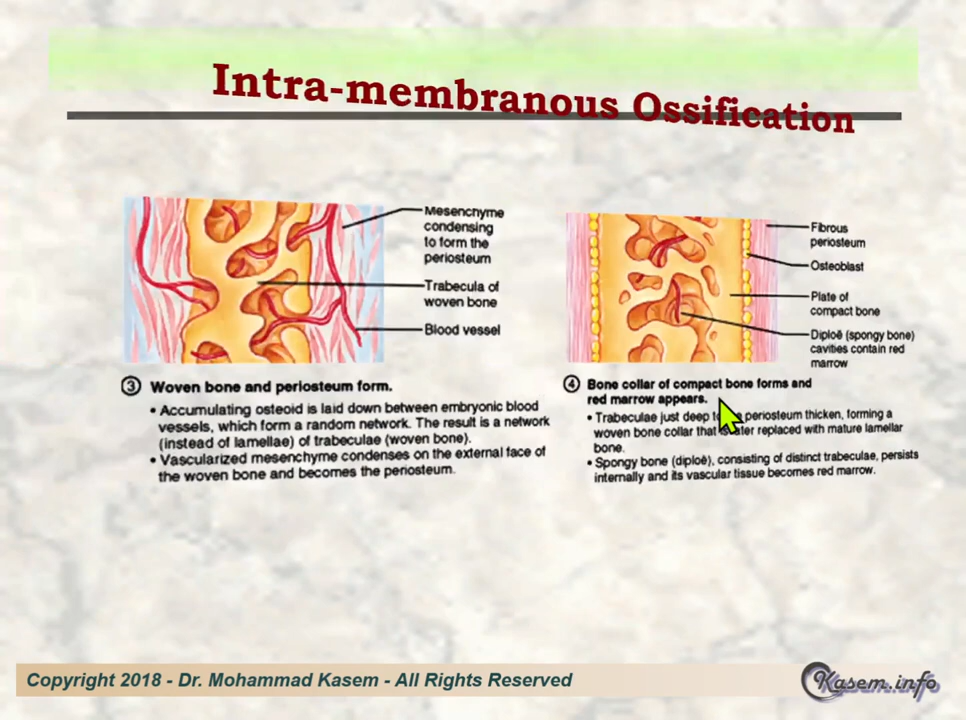 Intra-membranous Ossification
Mesenchyme
condensing
to form the
periosteum
Trabecula of
woven bone
Blood vessel
③ Woven bone and periosteum form.
• Accumulating osteoid is laid down between embryonic blood
vessels, which form a random network. The result is a network
(instead of lamellae) of trabeculae (woven bone).
• Vascularized mesenchyme condenses on the external face of
the woven bone and becomes the periosteum.
Fibrous
periosteum
Osteoblast
Plate of
compact bone
Diploë (spongy bone)
cavities contain red
marrow
④ Bone collar of compact bone forms and
red marrow appears.
• Trabeculae just deep periosteum thicken, forming a
woven bone collar that is later replaced with mature lamellar
bone.
• Spongy bone (diploë), consisting of distinct trabeculae, persists
internally and its vascular tissue becomes red marrow.
Copyright 2018 - Dr. Mohammad Kasem - All Rights Reserved
Kasem.info